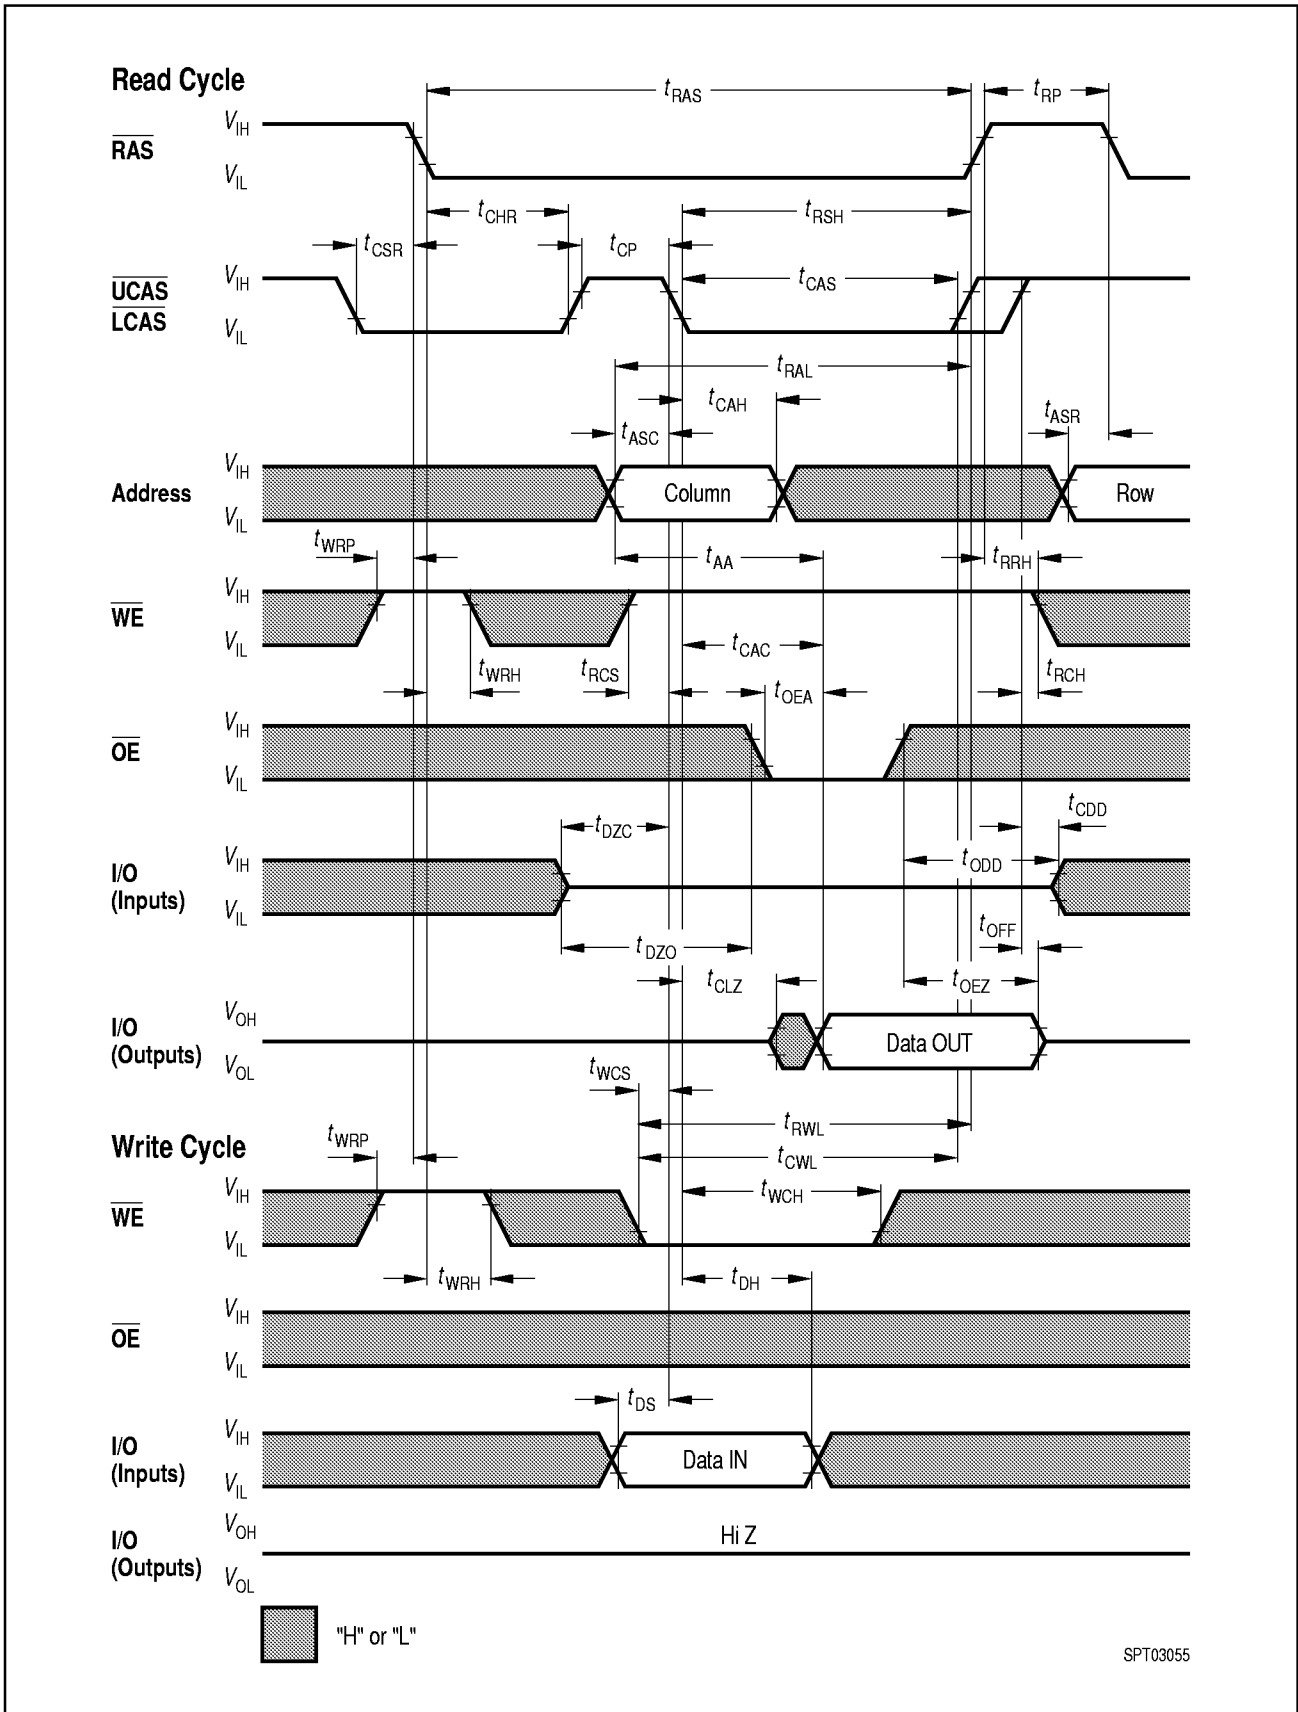 Read Cycle
tRAS
tRP
RAS
VIH
VIL
tCHR
tRSH
tCSR
tCP
UCAS
LCAS
VIH
VIL
tCAS
tRAL
tCAH
tASC
tASR
Address
VIH
VIL
Column
Row
tWRP
tAA
tRRH
WE
VIH
VIL
tCAC
tWRH
tRCS
tOEA
tRCH
OE
VIH
VIL
tDZC
tCDD
tODD
I/O
(Inputs)
VIH
VIL
tOFF
tDZO
tCLZ
tOEZ
I/O
(Outputs)
VOH
VOL
Data OUT
tWCS
tRWL
Write Cycle
tWRP
tCWL
tWCH
WE
VIH
VIL
tWRH
tDH
OE
VIH
VIL
tDS
I/O
(Inputs)
VIH
VIL
Data IN
I/O
(Outputs)
VOH
VOL
Hi Z
"H" or "L"
SPT03055